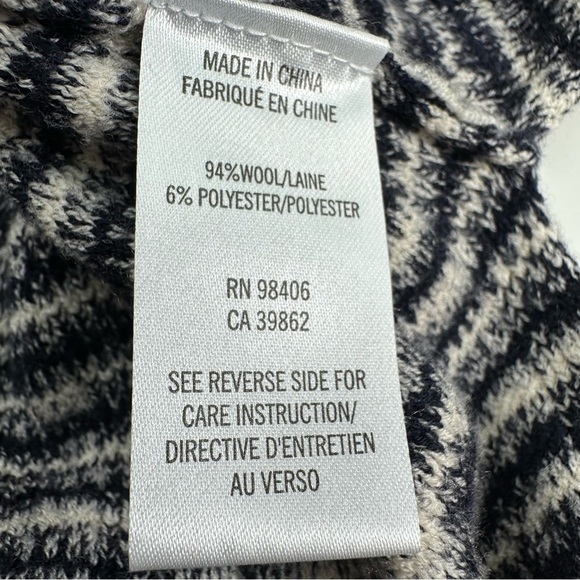 MADE IN CHINA
FABRIQUÉ EN CHINE
94%WOOL/LAINE
6% POLYESTER/POLYESTER
RN 98406
CA 39862
SEE REVERSE SIDE FOR
CARE INSTRUCTION/
DIRECTIVE D'ENTRETIEN
AU VERSO